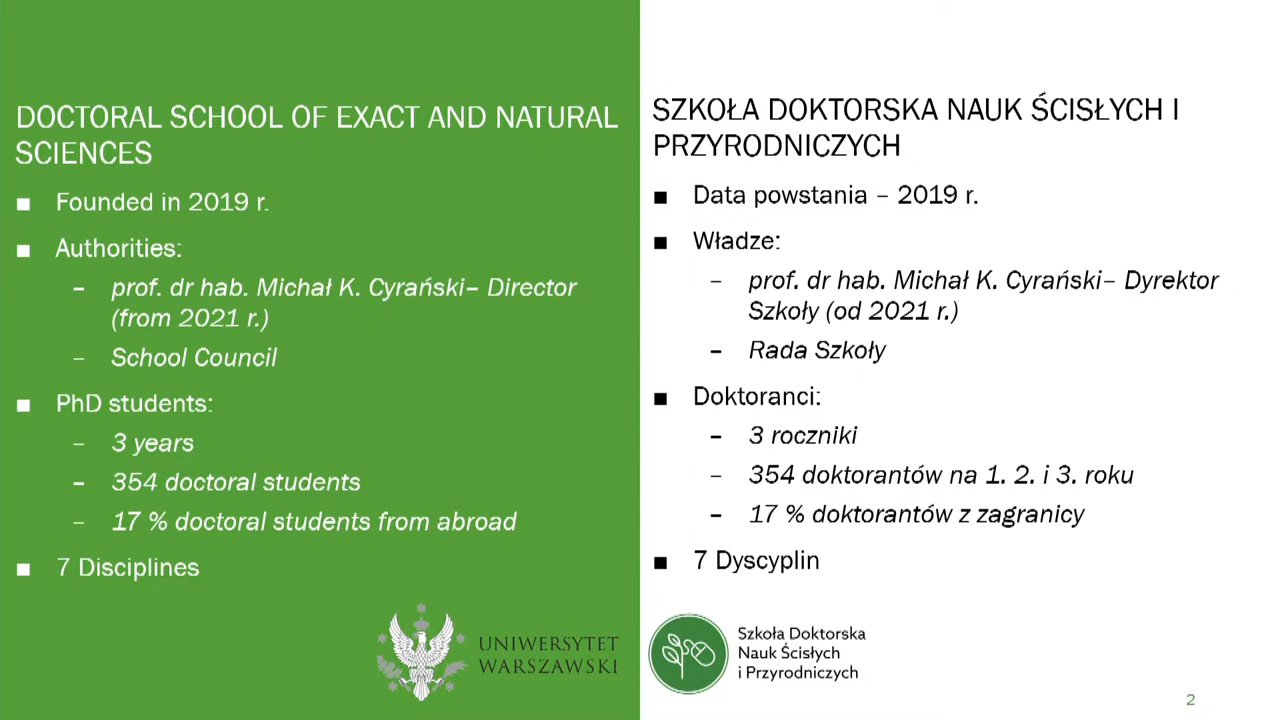 DOCTORAL SCHOOL OF EXACT AND NATURAL
SCIENCES
■ Founded in 2019 r.
■ Authorities:
– prof. dr hab. Michał K. Cyrański– Director
(from 2021 r.)
– School Council
■ PhD students:
– 3 years
– 354 doctoral students
– 17 % doctoral students from abroad
■ 7 Disciplines
UNIWERSYTET
WARSZAWSKI
SZKOŁA DOKTORSKA NAUK ŚCISŁYCH I
PRZYRODNICZYCH
■ Data powstania – 2019 r.
■ Władze:
– prof. dr hab. Michał K. Cyrański– Dyrektor
Szkoły (od 2021 r.)
– Rada Szkoły
■ Doktoranci:
– 3 roczniki
– 354 doktorantów na 1. 2. i 3. roku
– 17 % doktorantów z zagranicy
■ 7 Dyscyplin
Szkoła Doktorska
Nauk Ścisłych
i Przyrodniczych
2